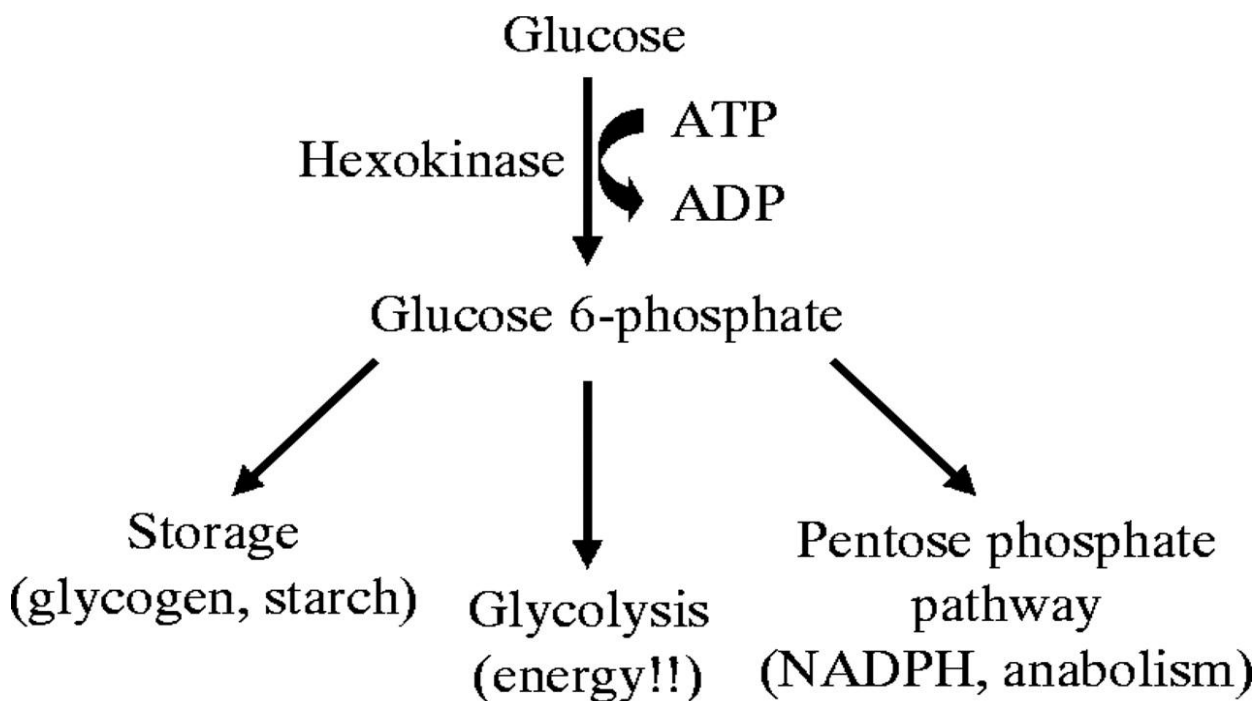 Glucose
ATP
Hexokinase
ADP
Glucose 6-phosphate
Storage
(glycogen, starch)
Glycolysis
(energy!!)
Pentose phosphate
pathway
(NADPH, anabolism)